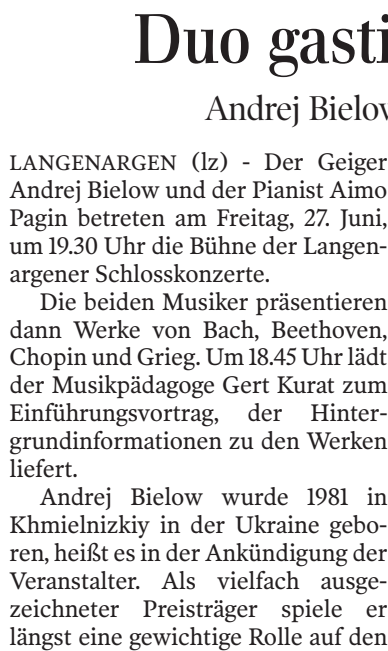 Duo gasti
Andrej Bielow
LANGENARGEN (lz) - Der Geiger
Andrej Bielow und der Pianist Aimo
Pagin betreten am Freitag, 27. Juni,
um 19.30 Uhr die Bühne der Langen-
argener Schlosskonzerte.
Die beiden Musiker präsentieren
dann Werke von Bach, Beethoven,
Chopin und Grieg. Um 18.45 Uhr lädt
der Musikpädagoge Gert Kurat zum
Einführungsvortrag, der Hinter-
grundinformationen zu den Werken
liefert.
Andrej Bielow wurde 1981 in
Khmielnizkiy in der Ukraine gebo-
ren, heißt es in der Ankündigung der
Veranstalter. Als vielfach ausge-
zeichneter Preisträger spiele er
längst eine gewichtige Rolle auf den